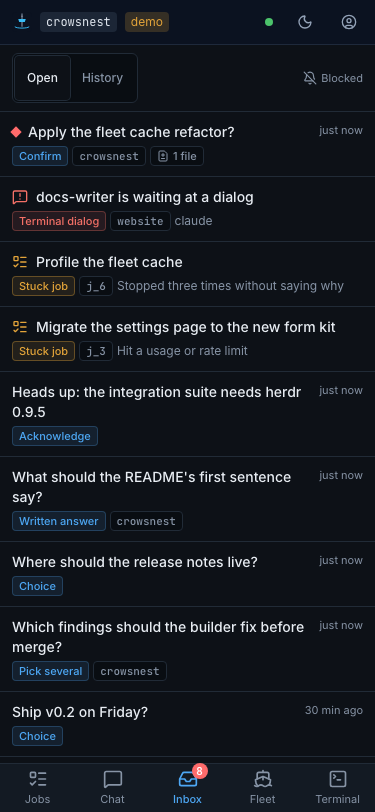 crowsnest demo
Open History Blocked
Apply the fleet cache refactor? just now
Confirm crowsnest 1 file
docs-writer is waiting at a dialog
Terminal dialog website claude
Profile the fleet cache
Stuck job j_6 Stopped three times without saying why
Migrate the settings page to the new form kit
Stuck job j_3 Hit a usage or rate limit
Heads up: the integration suite needs herdr just now
0.9.5
Acknowledge
What should the README's first sentence just now
say?
Written answer crowsnest
Where should the release notes live? just now
Choice
Which findings should the builder fix before just now
merge?
Pick several crowsnest
Ship v0.2 on Friday? 30 min ago
Choice
8
Jobs Chat Inbox Fleet Terminal